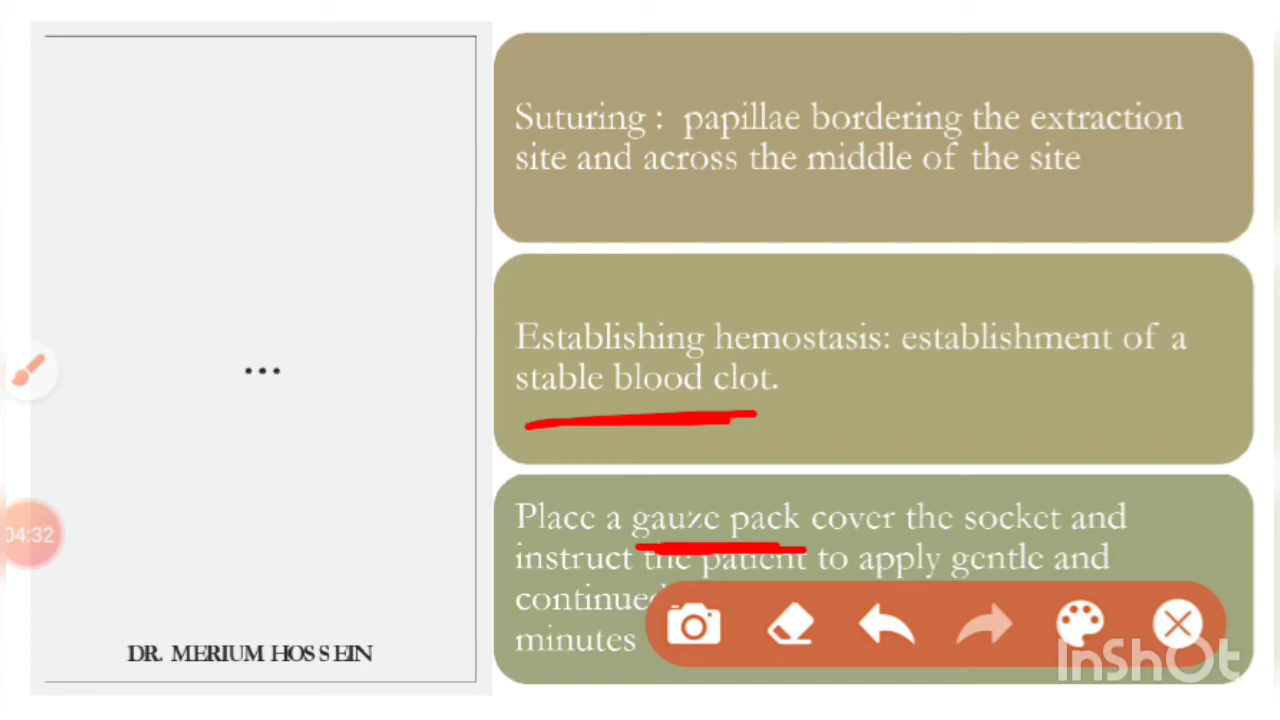 Suturing : papillae bordering the extraction
site and across the middle of the site
...
Establishing hemostasis: establishment of a
stable blood clot.
Place a gauze pack cover the socket and
instruct the patient to apply gentle and
continued
minutes
04:32
DR. MERIUM HOSSEIN
InShOt